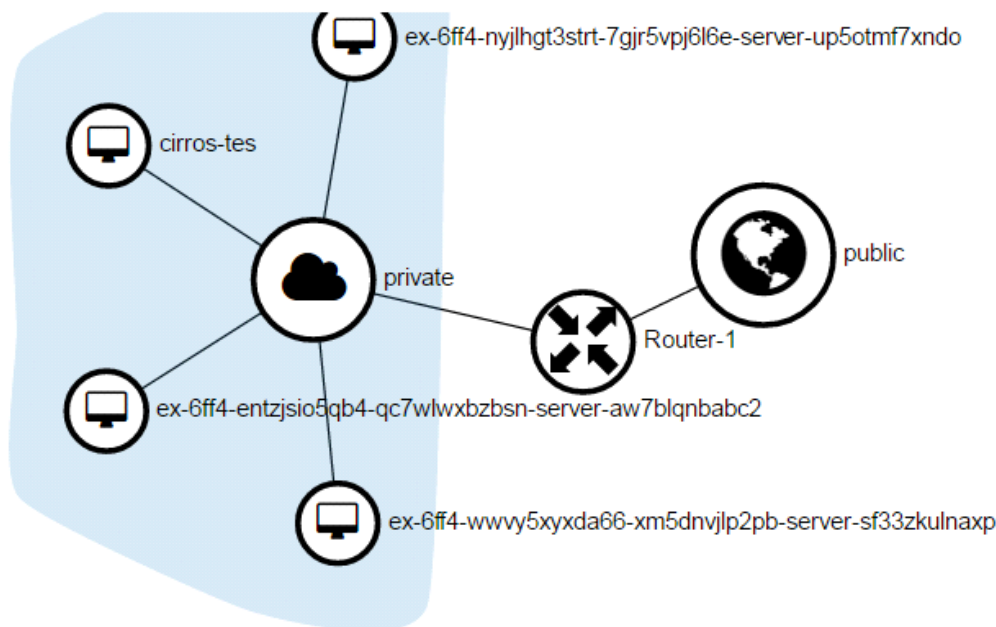 ex-6ff4-nyjlhgt3strt-7gjr5vpj6l6e-server-up5otmf7xndo
cirros-tes
public
private
Router-1
ex-6ff4-entzjsio5qb4-qc7wlwxbzbsn-server-aw7blqnbabc2
ex-6ff4-wwvy5xyxda66-xm5dnvjlp2pb-server-sf33zkulnaxp